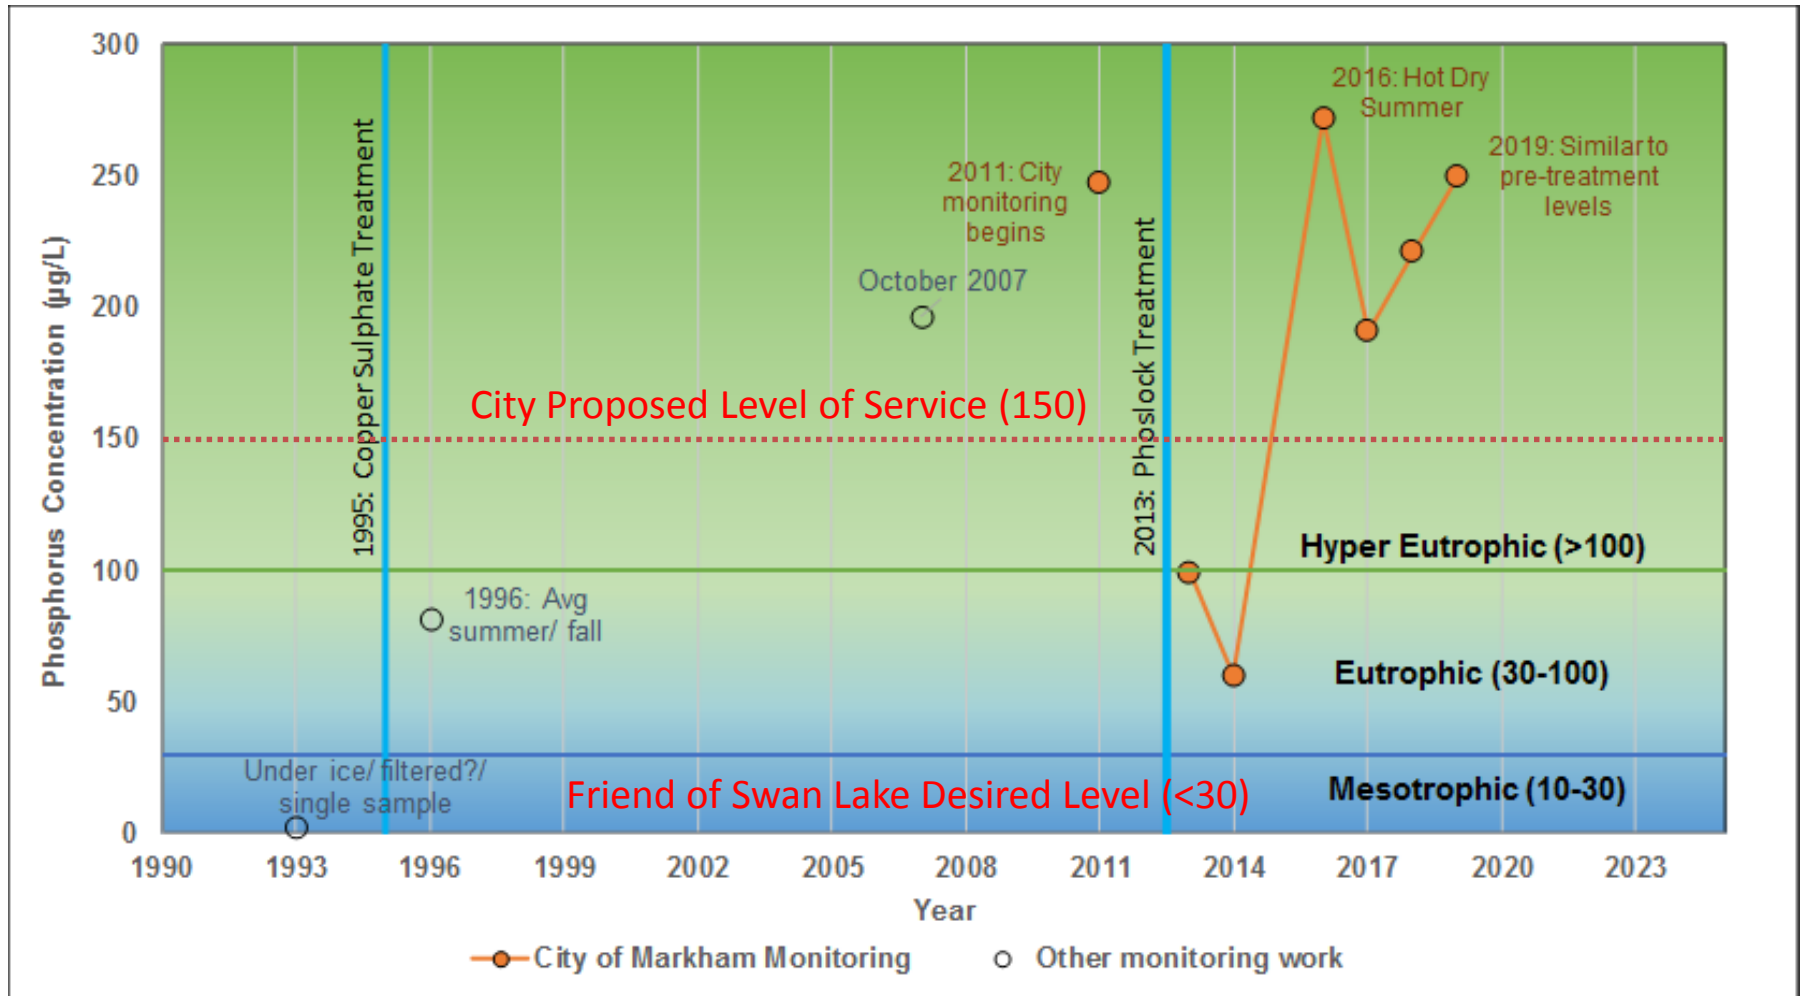 300
250
200
150
100
50
0
Phosphorus Concentration (µg/L)
1990
1993
1996
1999
2002
2005
2008
2011
2014
2017
2020
2023
Year
1995: Copper Sulphate Treatment
2013: Phoslock Treatment
2016: Hot Dry
Summer
2019: Similar to
pre-treatment
levels
2011: City
monitoring
begins
October 2007
City Proposed Level of Service (150)
Hyper Eutrophic (>100)
1996: Avg
summer/ fall
Eutrophic (30-100)
Under ice/ filtered?/
single sample
Friend of Swan Lake Desired Level (<30)
Mesotrophic (10-30)
City of Markham Monitoring
Other monitoring work